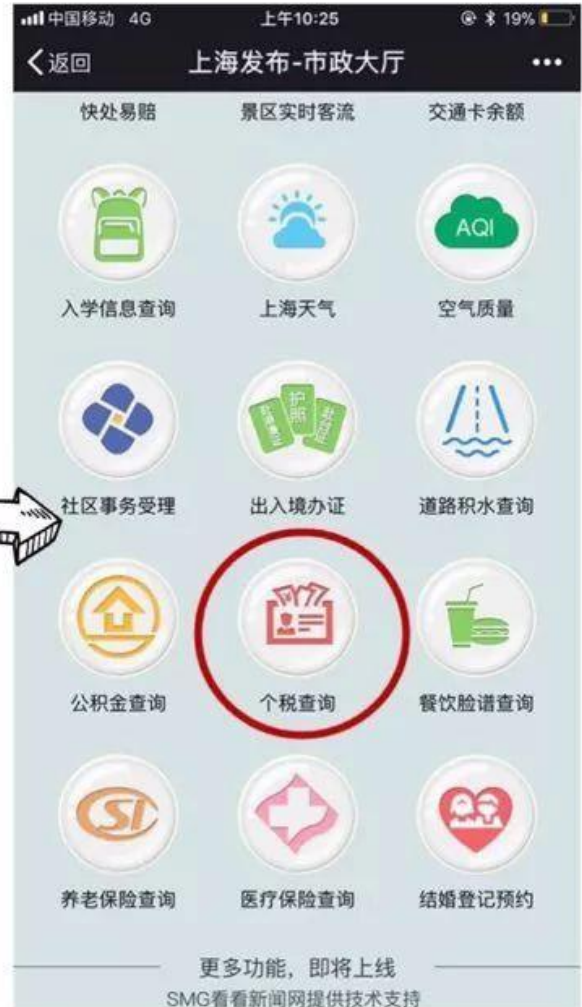 中国移动 4G 上午10:25 19%
返回 上海发布-市政大厅
快处易赔 景区实时客流 交通卡余额
AQI
入学信息查询 上海天气 空气质量
护照
社区事务受理 出入境办证 道路积水查询
公积金查询 个税查询 餐饮脸谱查询
SI
养老保险查询 医疗保险查询 结婚登记预约
更多功能，即将上线
SMG看看新闻网提供技术支持